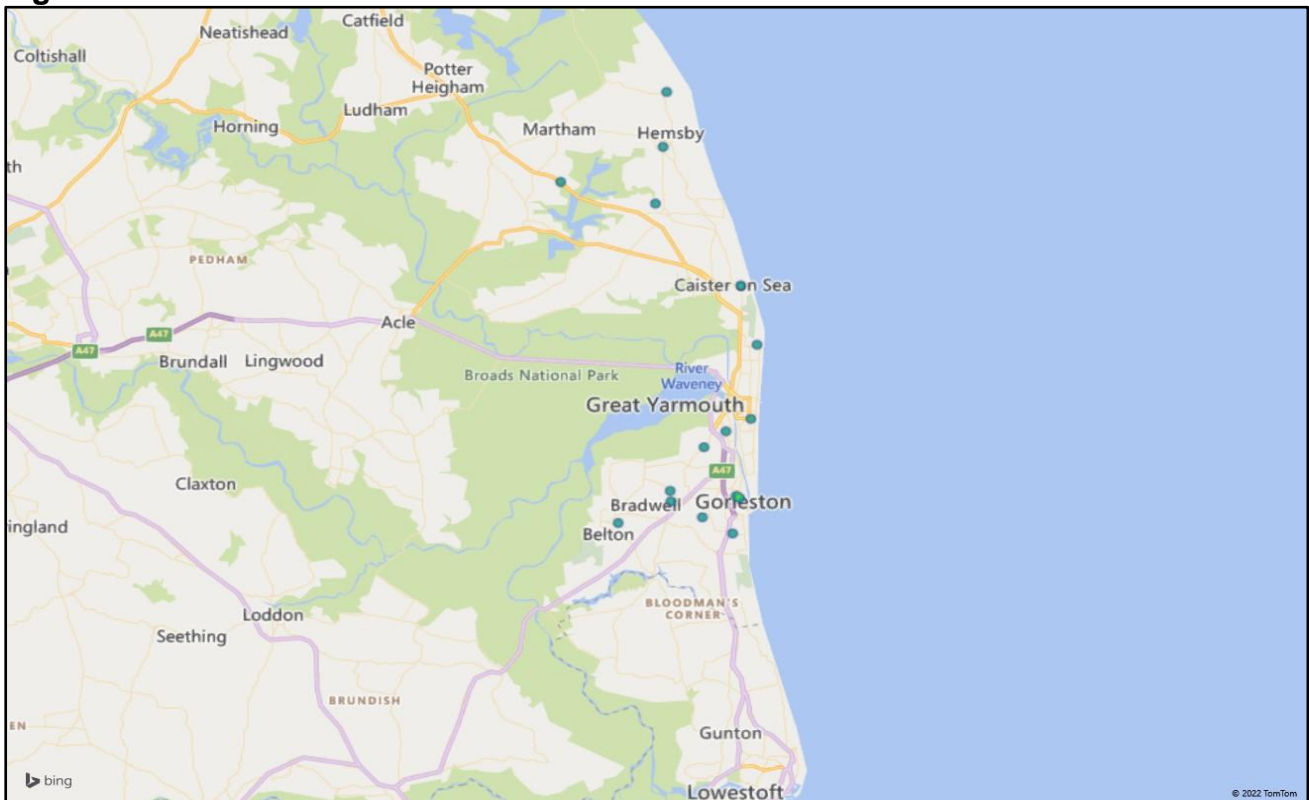 Catfield
Neatishead
Coltishall
Potter
Heigham
Ludham
Horning
Martham
Hemsby
th
PEDHAM
Caister on Sea
Acle
A47
A47
Brundall
Lingwood
Broads National Park
River
Waveney
Great Yarmouth
A47
Claxton
Bradwell
Gorleston
ingland
Belton
BLOODMAN'S
CORNER
Loddon
Seething
BRUNDISH
EN
Gunton
bing
Lowestoft
© 2022 TomTom